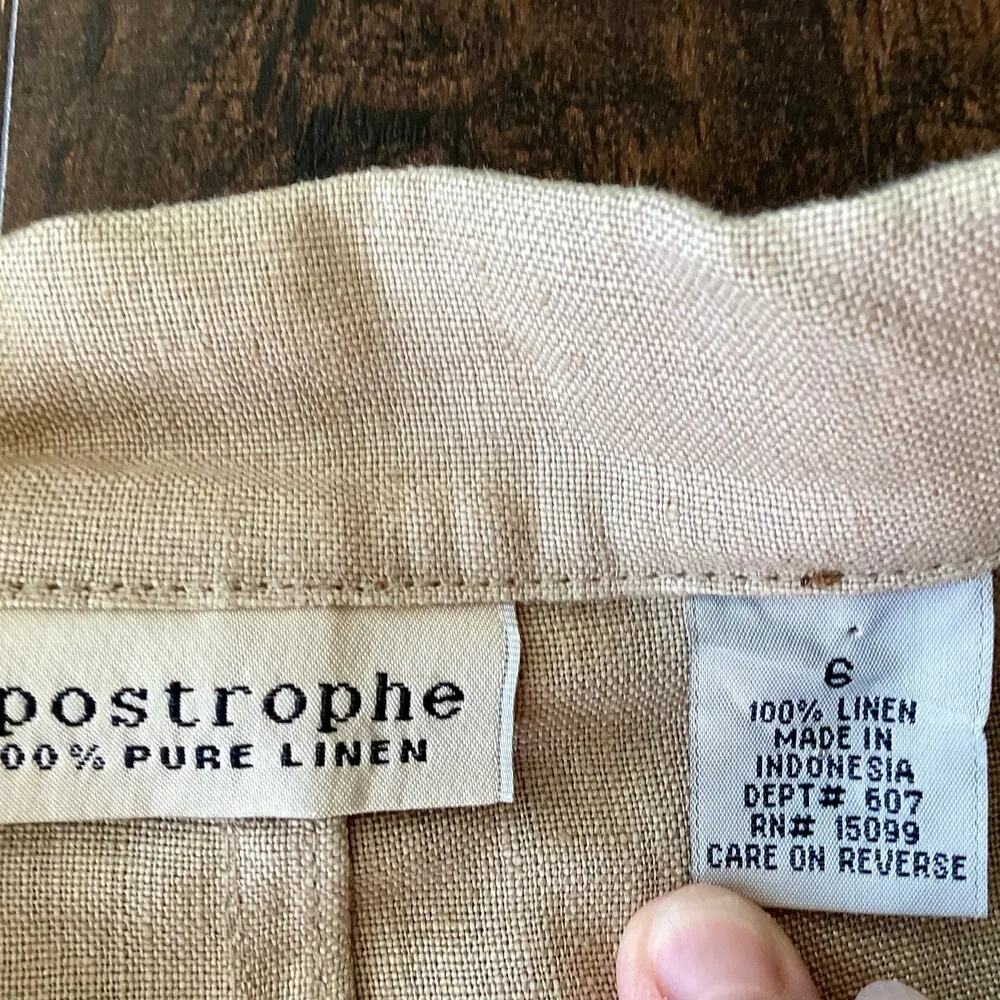 postrophe
00% PURE LINEN
6
100% LINEN
MADE IN
INDONESIA
DEPT# 607
RN# 15099
CARE ON REVERSE